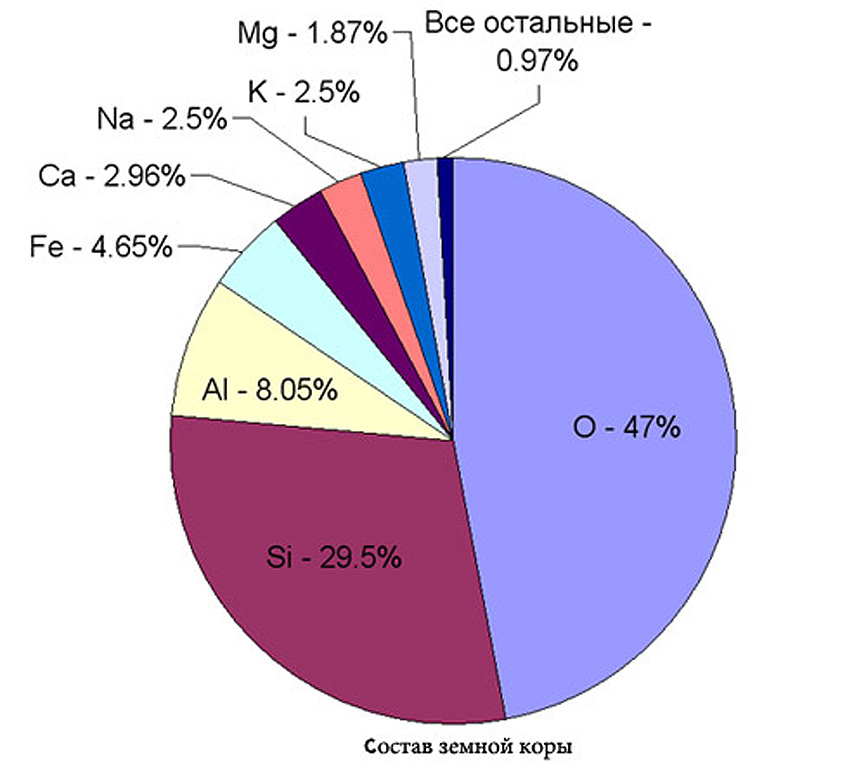 Mg - 1.87%
Все остальные -
0.97%
K - 2.5%
Na - 2.5%
Ca - 2.96%
Fe - 4.65%
Al - 8.05%
O - 47%
Si - 29.5%
Состав земной коры